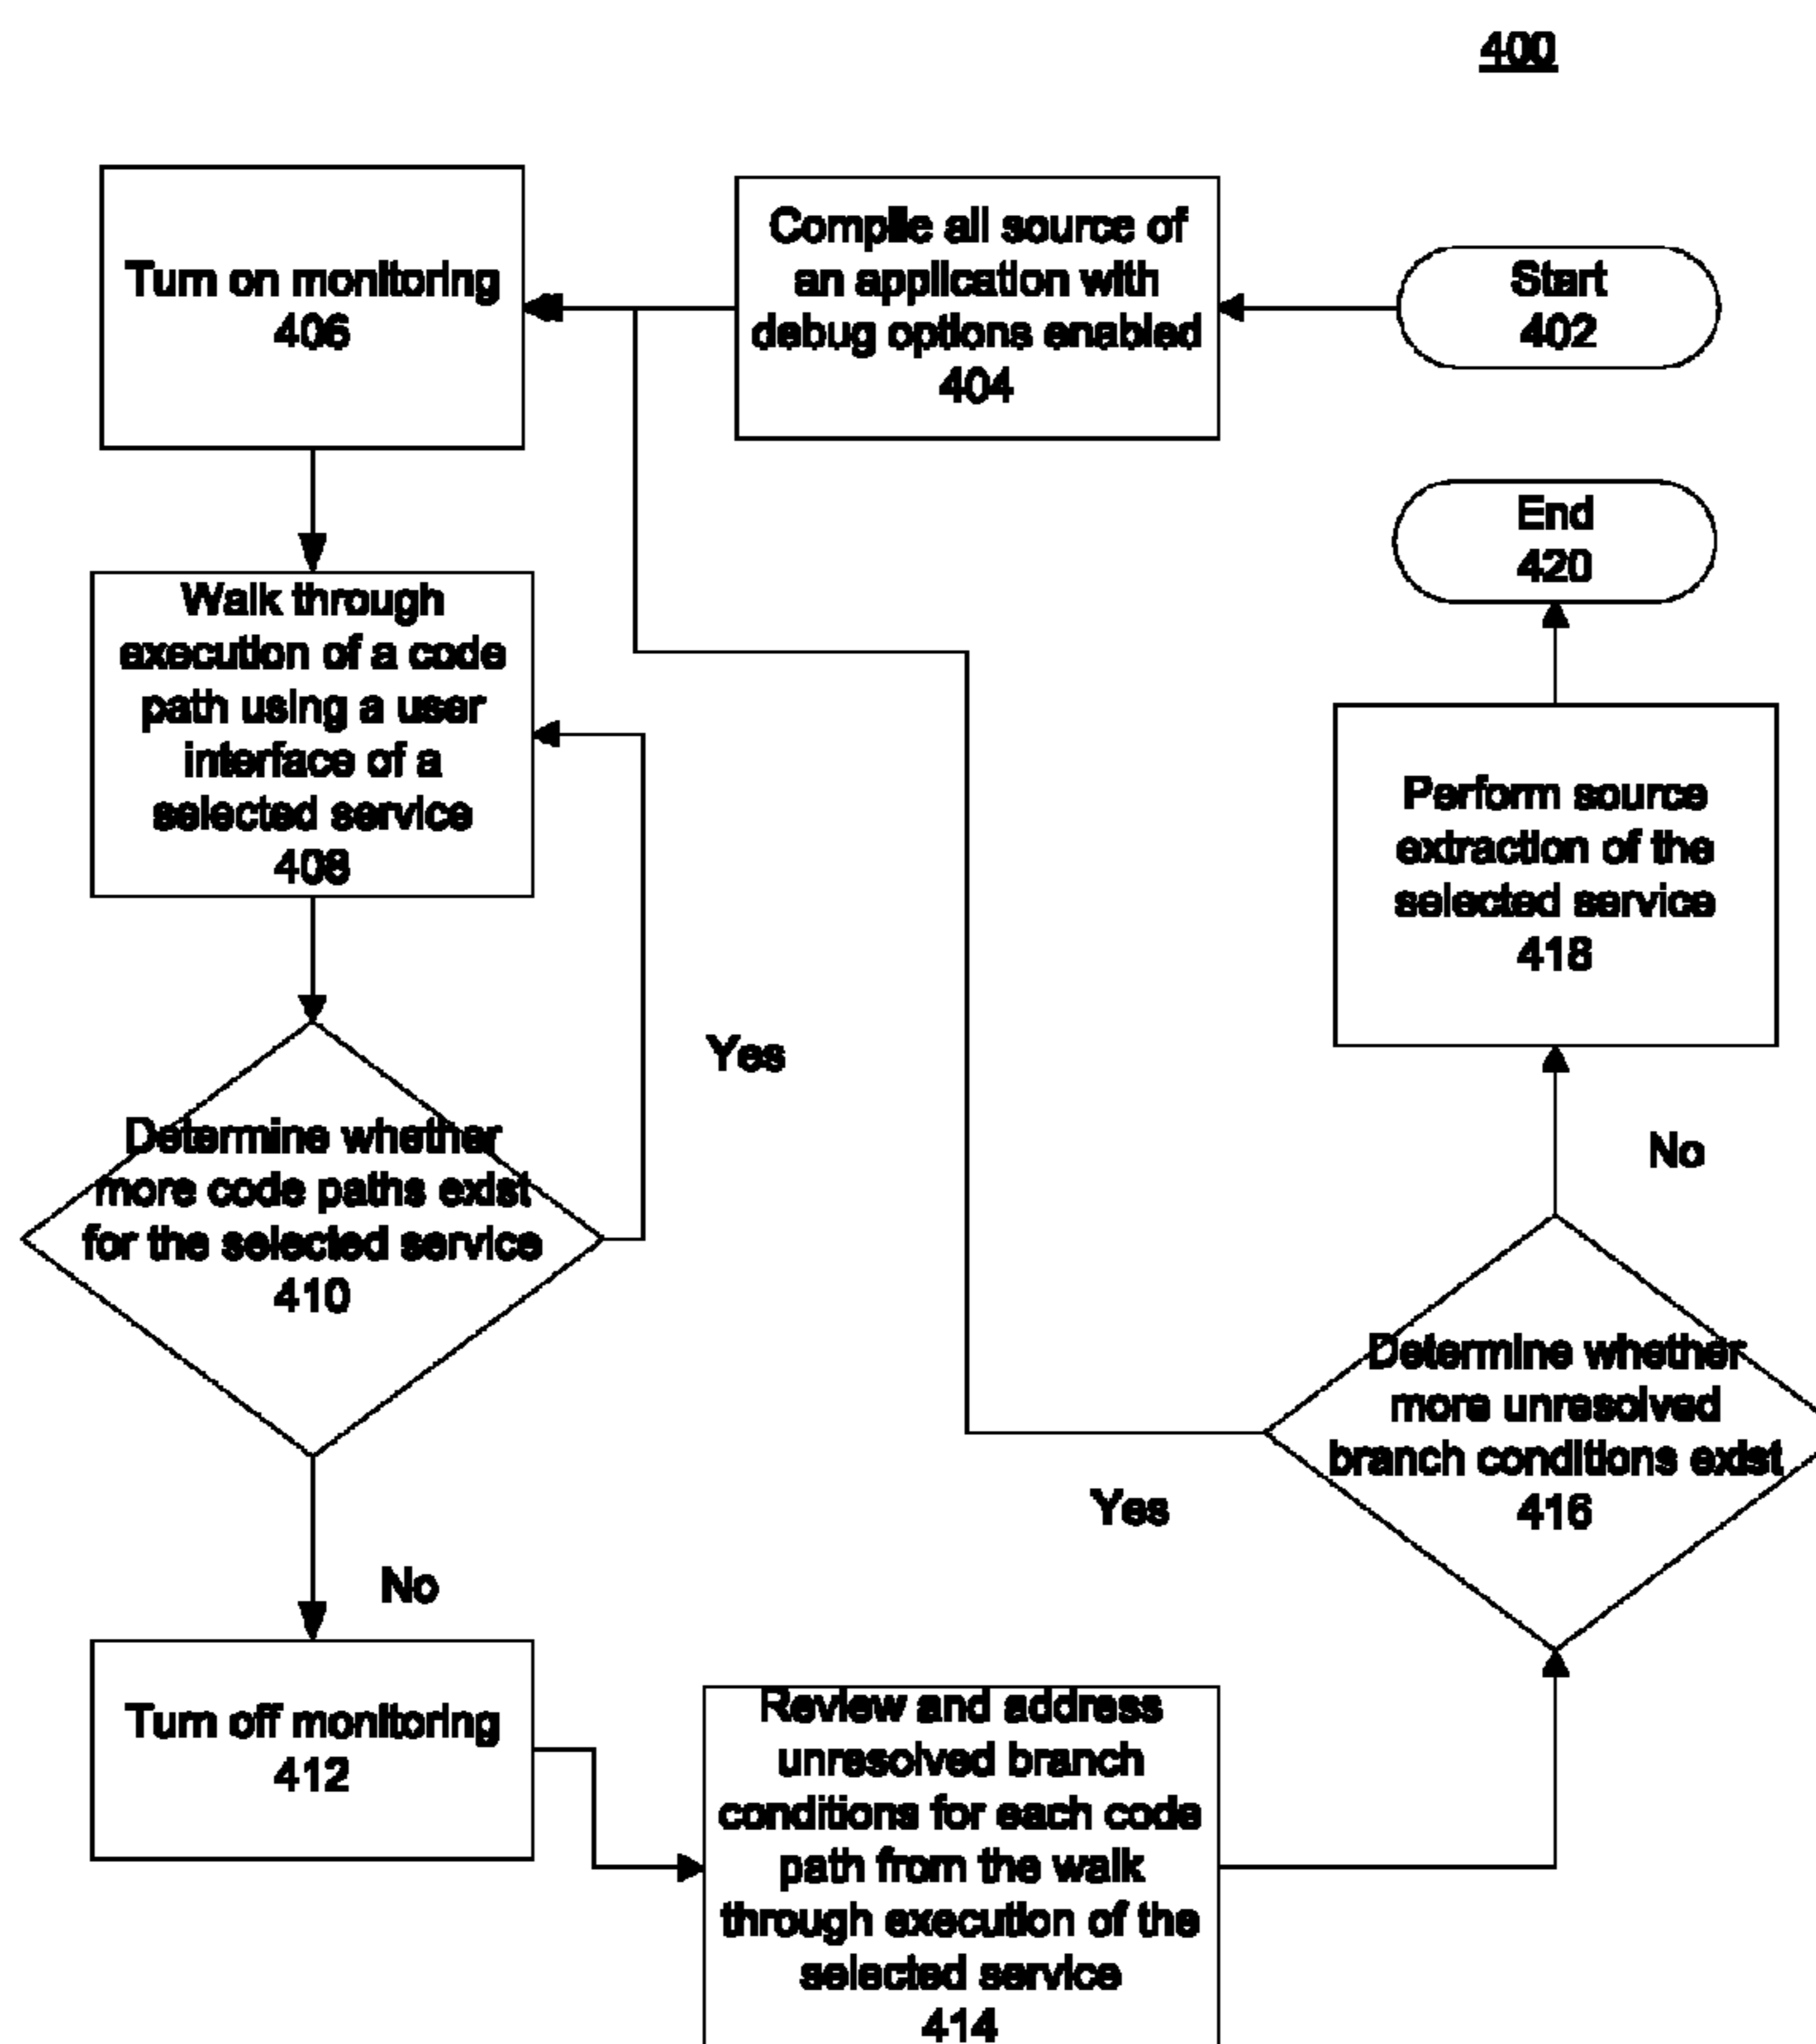 400
Start
402
Compile all source of
an application with
debug options enabled
404
Turn on monitoring
406
Walk through
execution of a code
path using a user
interface of a
selected service
408
Yes
Determine whether
more code paths exist
for the selected service
410
No
Turn off monitoring
412
Review and address
unresolved branch
conditions for each code
path from the walk
through execution of the
selected service
414
Determine whether
more unresolved
branch conditions exist
416
Yes
No
Perform source
extraction of the
selected service
418
End
420